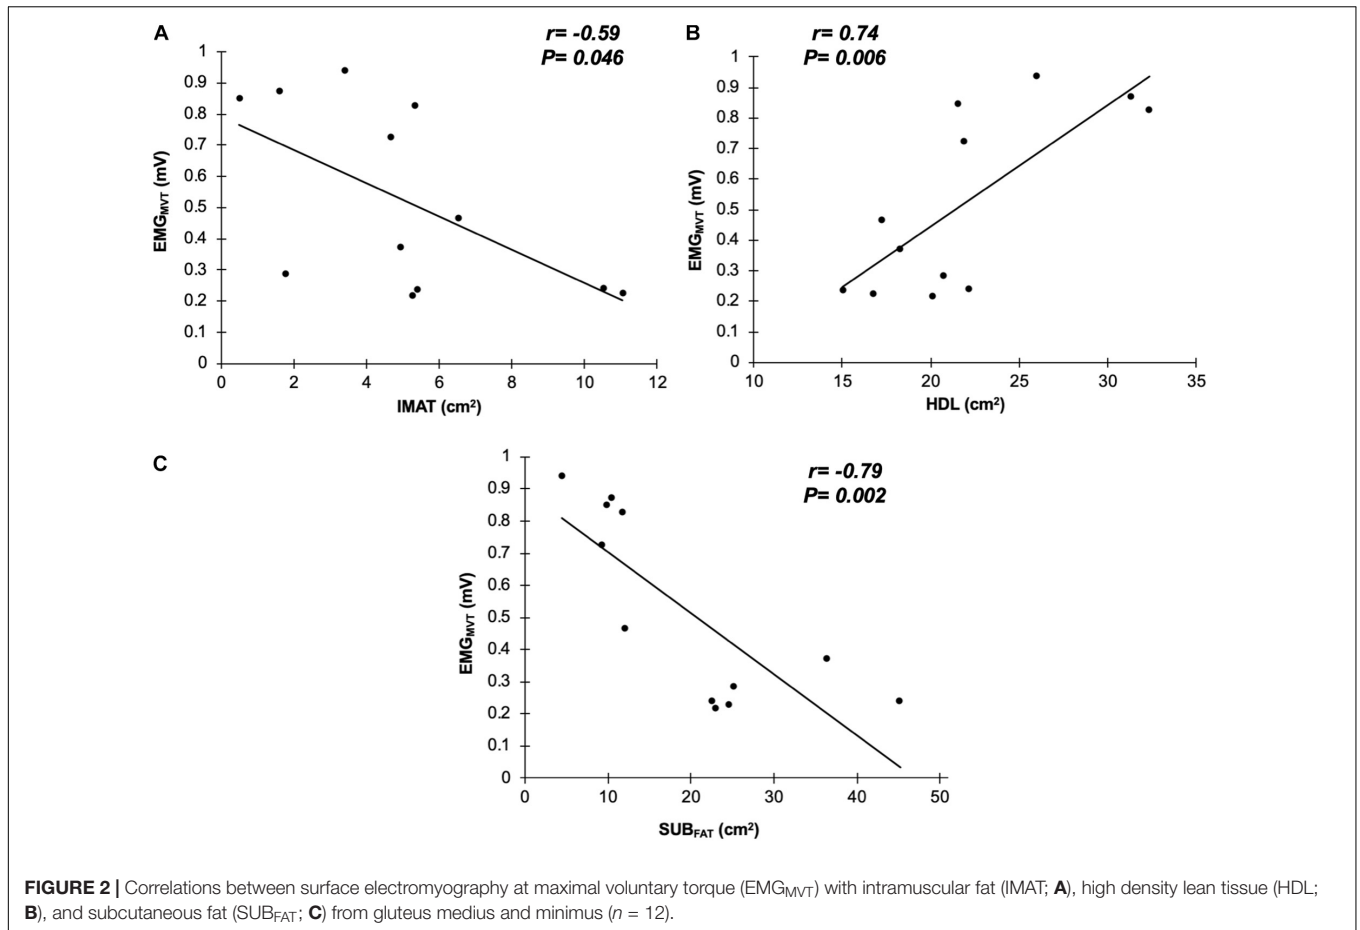 A
r= -0.59
P= 0.046
1
0.9
0.8
0.7
0.6
0.5
0.4
0.3
0.2
0.1
0
EMG_MVT (mV)
0 2 4 6 8 10 12
IMAT (cm²)
B
r= 0.74
P= 0.006
1
0.9
0.8
0.7
0.6
0.5
0.4
0.3
0.2
0.1
0
EMG_MVT (mV)
10 15 20 25 30 35
HDL (cm²)
C
r= -0.79
P= 0.002
1
0.9
0.8
0.7
0.6
0.5
0.4
0.3
0.2
0.1
0
EMG_MVT (mV)
0 10 20 30 40 50
SUB_FAT (cm²)
FIGURE 2 | Correlations between surface electromyography at maximal voluntary torque (EMG_MVT) with intramuscular fat (IMAT; A), high density lean tissue (HDL;
B), and subcutaneous fat (SUB_FAT; C) from gluteus medius and minimus (n = 12).